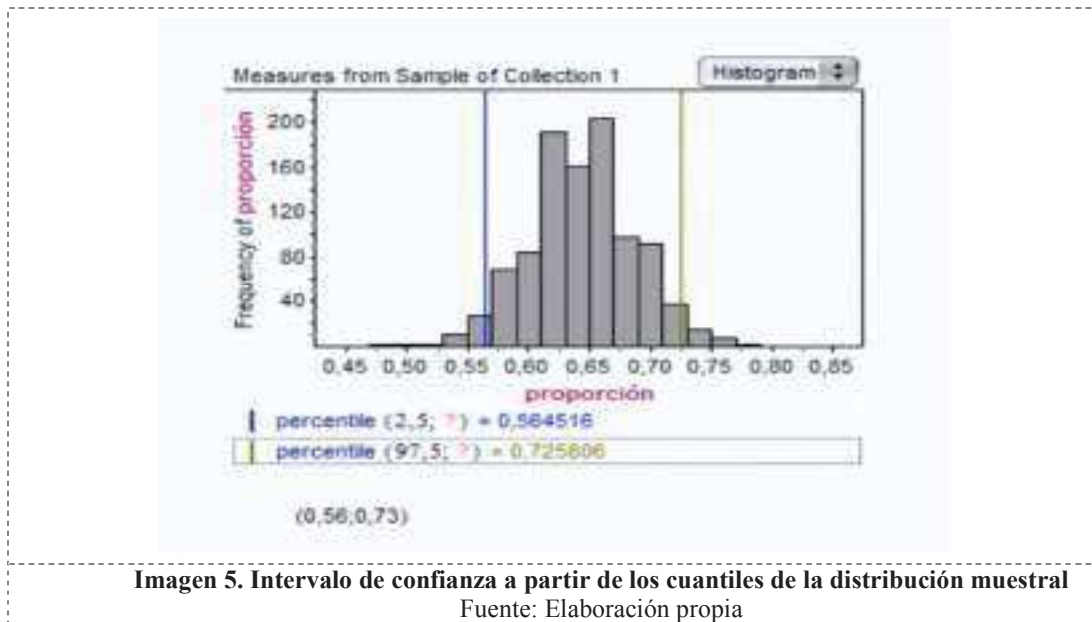 Measures from Sample of Collection 1
Histogram
Frequency of proporción
200
160
120
80
40
0,45 0,50 0,55 0,60 0,65 0,70 0,75 0,80 0,85
proporción
percentile (2,5; ?) = 0,564516
percentile (97,5; ?) = 0,725806
(0,56;0,73)
Imagen 5. Intervalo de confianza a partir de los cuantiles de la distribución muestral
Fuente: Elaboración propia